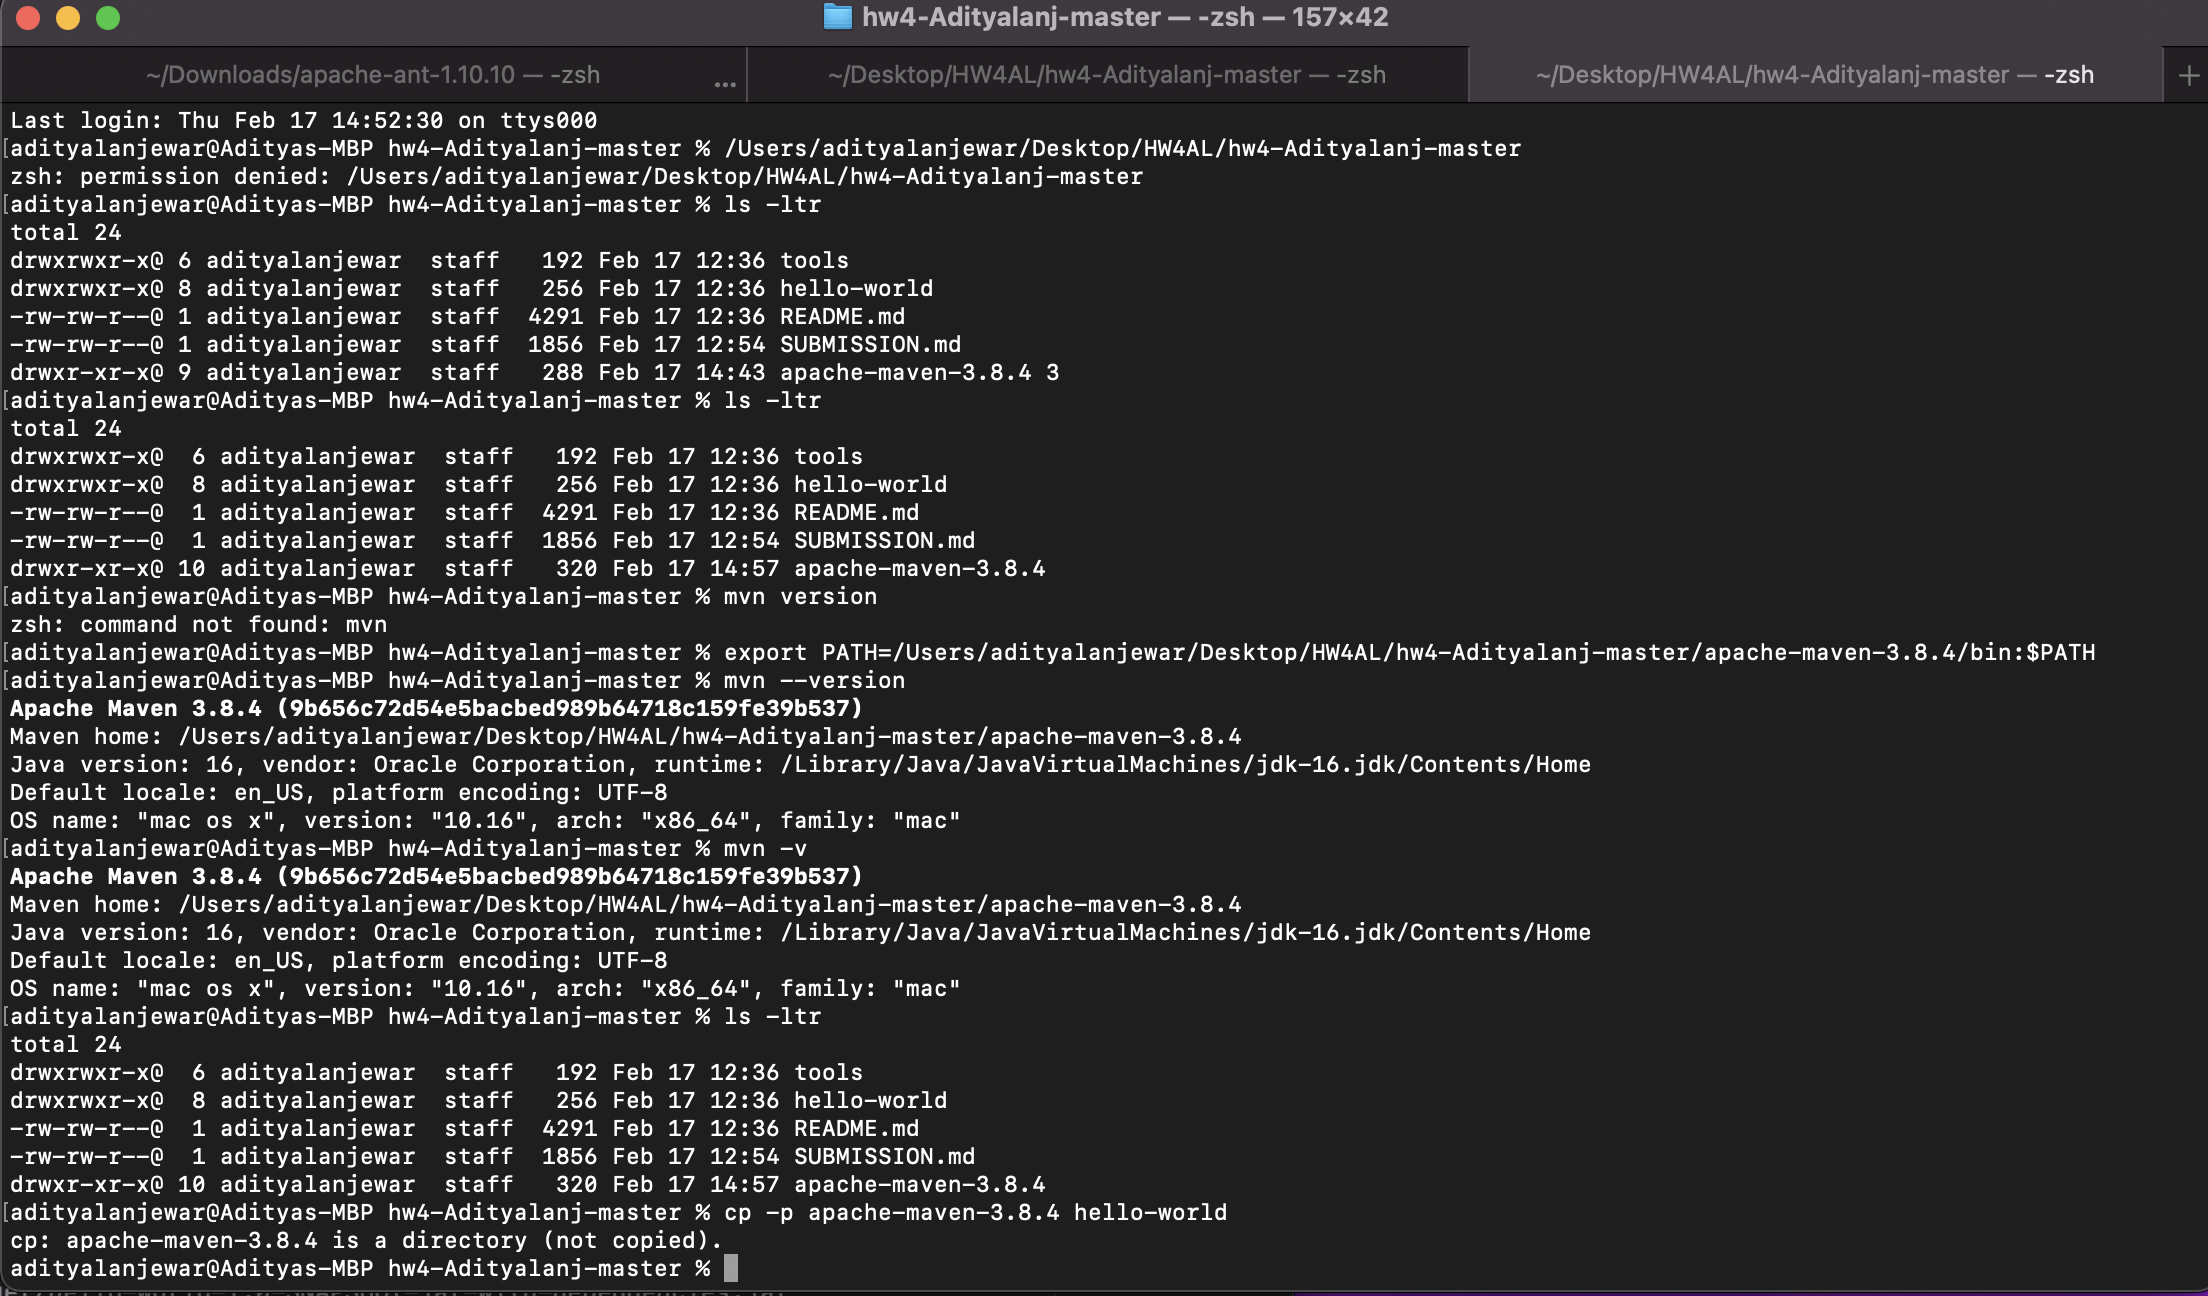 hw4-Adityalanj-master — -zsh — 157×42
~/Downloads/apache-ant-1.10.10 — -zsh ... ~/Desktop/HW4AL/hw4-Adityalanj-master — -zsh ~/Desktop/HW4AL/hw4-Adityalanj-master — -zsh +
Last login: Thu Feb 17 14:52:30 on ttys000
[adityalanjewar@Adityas-MBP hw4-Adityalanj-master % /Users/adityalanjewar/Desktop/HW4AL/hw4-Adityalanj-master
zsh: permission denied: /Users/adityalanjewar/Desktop/HW4AL/hw4-Adityalanj-master
[adityalanjewar@Adityas-MBP hw4-Adityalanj-master % ls -ltr
total 24
drwxrwxr-x@ 6 adityalanjewar  staff   192 Feb 17 12:36 tools
drwxrwxr-x@ 8 adityalanjewar  staff   256 Feb 17 12:36 hello-world
-rw-rw-r--@ 1 adityalanjewar  staff  4291 Feb 17 12:36 README.md
-rw-rw-r--@ 1 adityalanjewar  staff  1856 Feb 17 12:54 SUBMISSION.md
drwxr-xr-x@ 9 adityalanjewar  staff   288 Feb 17 14:43 apache-maven-3.8.4 3
[adityalanjewar@Adityas-MBP hw4-Adityalanj-master % ls -ltr
total 24
drwxrwxr-x@  6 adityalanjewar  staff   192 Feb 17 12:36 tools
drwxrwxr-x@  8 adityalanjewar  staff   256 Feb 17 12:36 hello-world
-rw-rw-r--@  1 adityalanjewar  staff  4291 Feb 17 12:36 README.md
-rw-rw-r--@  1 adityalanjewar  staff  1856 Feb 17 12:54 SUBMISSION.md
drwxr-xr-x@ 10 adityalanjewar  staff   320 Feb 17 14:57 apache-maven-3.8.4
[adityalanjewar@Adityas-MBP hw4-Adityalanj-master % mvn version
zsh: command not found: mvn
[adityalanjewar@Adityas-MBP hw4-Adityalanj-master % export PATH=/Users/adityalanjewar/Desktop/HW4AL/hw4-Adityalanj-master/apache-maven-3.8.4/bin:$PATH
[adityalanjewar@Adityas-MBP hw4-Adityalanj-master % mvn --version
Apache Maven 3.8.4 (9b656c72d54e5bacbed989b64718c159fe39b537)
Maven home: /Users/adityalanjewar/Desktop/HW4AL/hw4-Adityalanj-master/apache-maven-3.8.4
Java version: 16, vendor: Oracle Corporation, runtime: /Library/Java/JavaVirtualMachines/jdk-16.jdk/Contents/Home
Default locale: en_US, platform encoding: UTF-8
OS name: "mac os x", version: "10.16", arch: "x86_64", family: "mac"
[adityalanjewar@Adityas-MBP hw4-Adityalanj-master % mvn -v
Apache Maven 3.8.4 (9b656c72d54e5bacbed989b64718c159fe39b537)
Maven home: /Users/adityalanjewar/Desktop/HW4AL/hw4-Adityalanj-master/apache-maven-3.8.4
Java version: 16, vendor: Oracle Corporation, runtime: /Library/Java/JavaVirtualMachines/jdk-16.jdk/Contents/Home
Default locale: en_US, platform encoding: UTF-8
OS name: "mac os x", version: "10.16", arch: "x86_64", family: "mac"
[adityalanjewar@Adityas-MBP hw4-Adityalanj-master % ls -ltr
total 24
drwxrwxr-x@  6 adityalanjewar  staff   192 Feb 17 12:36 tools
drwxrwxr-x@  8 adityalanjewar  staff   256 Feb 17 12:36 hello-world
-rw-rw-r--@  1 adityalanjewar  staff  4291 Feb 17 12:36 README.md
-rw-rw-r--@  1 adityalanjewar  staff  1856 Feb 17 12:54 SUBMISSION.md
drwxr-xr-x@ 10 adityalanjewar  staff   320 Feb 17 14:57 apache-maven-3.8.4
[adityalanjewar@Adityas-MBP hw4-Adityalanj-master % cp -p apache-maven-3.8.4 hello-world
cp: apache-maven-3.8.4 is a directory (not copied).
adityalanjewar@Adityas-MBP hw4-Adityalanj-master %